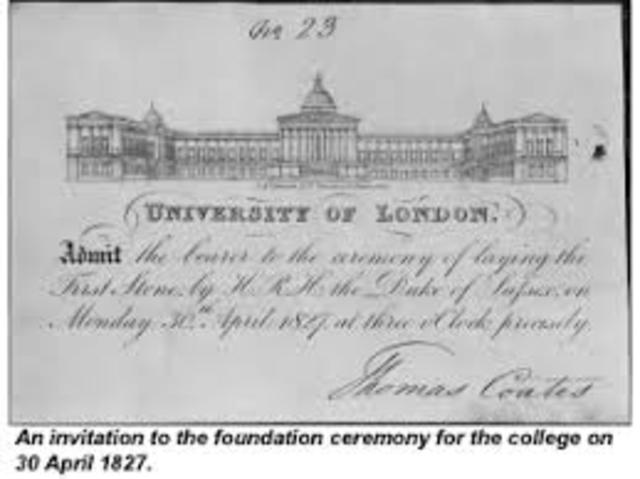 No 23
UNIVERSITY OF LONDON.
Admit the bearer to the ceremony of laying the
First Stone, by H.R.H. the Duke of Sussex, on
Monday 30th April 1827, at three o'Clock precisely.
Thomas Coates
An invitation to the foundation ceremony for the college on
30 April 1827.